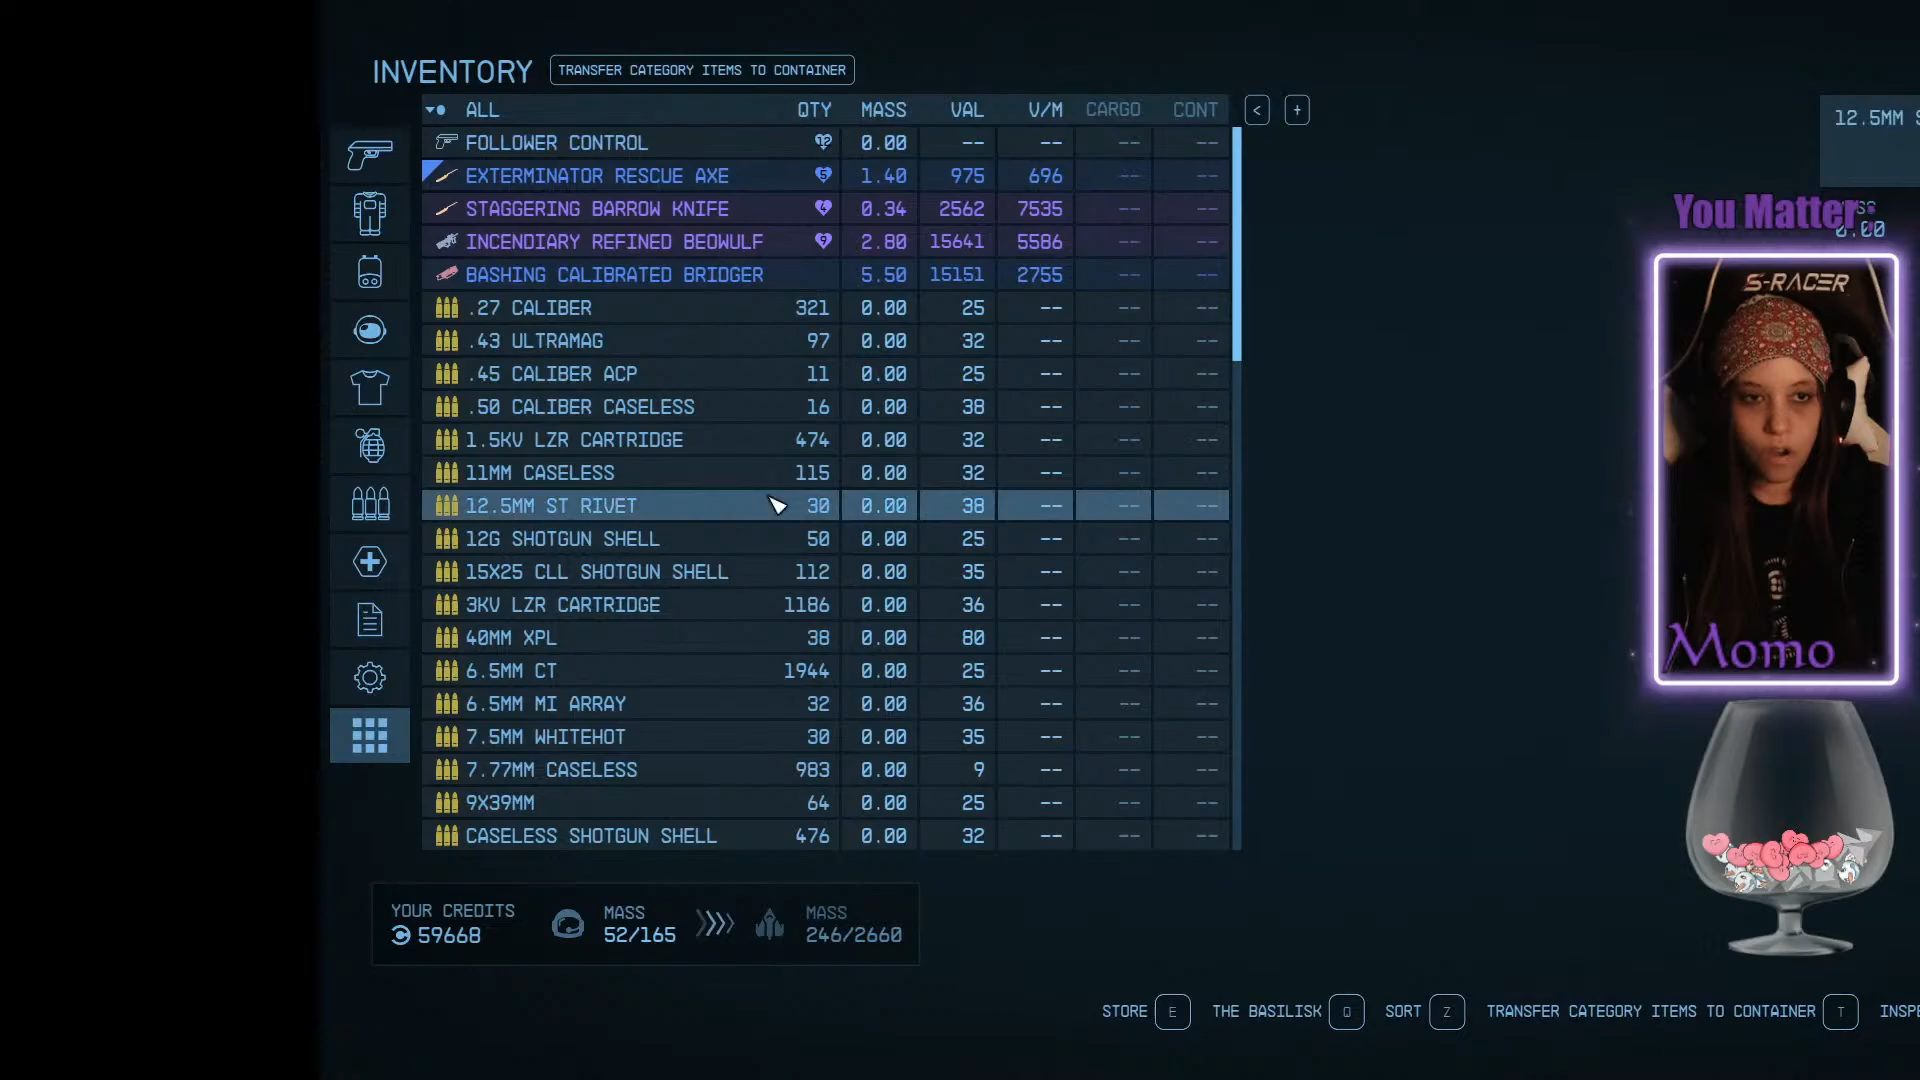 INVENTORY TRANSFER CATEGORY ITEMS TO CONTAINER
ALL QTY MASS VAL V/M CARGO CONT < +
FOLLOWER CONTROL 12 0.00 -- -- -- --
EXTERMINATOR RESCUE AXE 5 1.40 975 696 -- --
STAGGERING BARROW KNIFE 4 0.34 2562 7535 -- --
INCENDIARY REFINED BEOWULF 9 2.80 15641 5586 -- --
BASHING CALIBRATED BRIDGER 5.50 15151 2755 -- --
.27 CALIBER 321 0.00 25 -- -- --
.43 ULTRAMAG 97 0.00 32 -- -- --
.45 CALIBER ACP 11 0.00 25 -- -- --
.50 CALIBER CASELESS 16 0.00 38 -- -- --
1.5KV LZR CARTRIDGE 474 0.00 32 -- -- --
11MM CASELESS 115 0.00 32 -- -- --
12.5MM ST RIVET 30 0.00 38 -- -- --
12G SHOTGUN SHELL 50 0.00 25 -- -- --
15X25 CLL SHOTGUN SHELL 112 0.00 35 -- -- --
3KV LZR CARTRIDGE 1186 0.00 36 -- -- --
40MM XPL 38 0.00 80 -- -- --
6.5MM CT 1944 0.00 25 -- -- --
6.5MM MI ARRAY 32 0.00 36 -- -- --
7.5MM WHITEHOT 30 0.00 35 -- -- --
7.77MM CASELESS 983 0.00 9 -- -- --
9X39MM 64 0.00 25 -- -- --
CASELESS SHOTGUN SHELL 476 0.00 32 -- -- --
YOUR CREDITS
59668
MASS
52/165
MASS
246/2660
12.5MM S
You Matter
0.00
S-RACER
Momo
STORE E THE BASILISK Q SORT Z TRANSFER CATEGORY ITEMS TO CONTAINER T INSPE